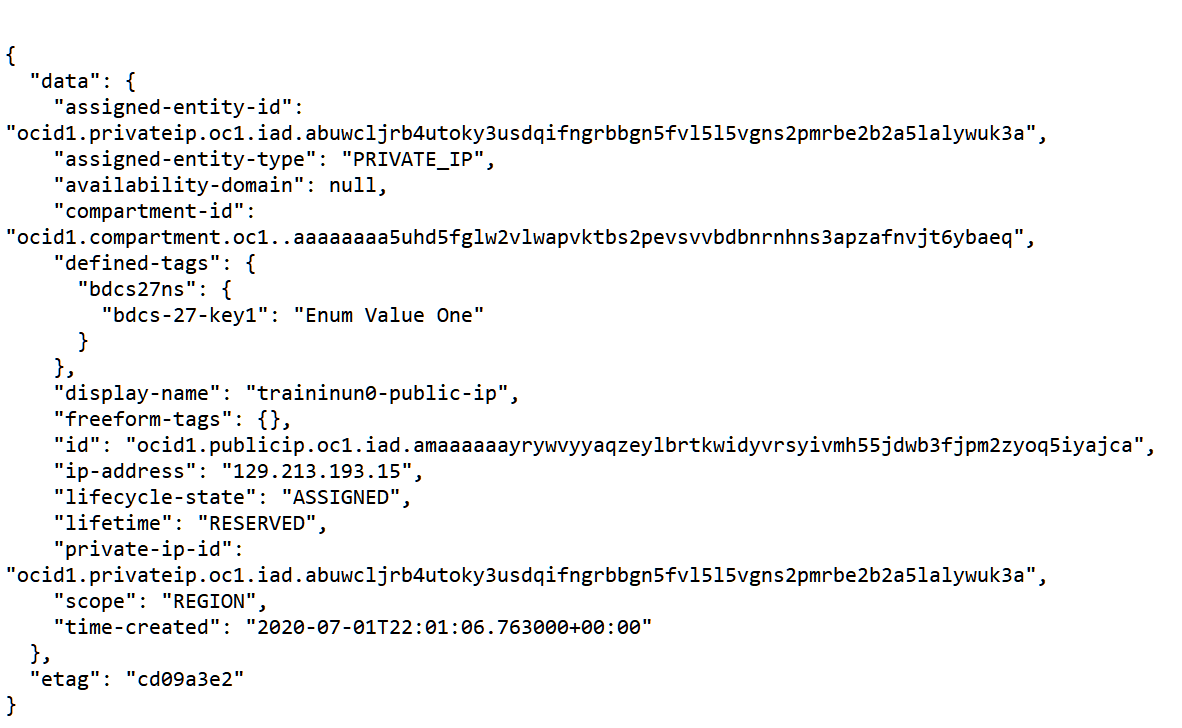 {
  "data": {
    "assigned-entity-id":
"ocid1.privateip.oc1.iad.abuwcljrb4utoky3usdqifngrbbgn5fvl5l5vgns2pmrbe2b2a5lalywuk3a",
    "assigned-entity-type": "PRIVATE_IP",
    "availability-domain": null,
    "compartment-id":
"ocid1.compartment.oc1..aaaaaaaa5uhd5fglw2vlwapvktbs2pevsvvbdbnrnhns3apzafnvjt6ybaeq",
    "defined-tags": {
      "bdcs27ns": {
        "bdcs-27-key1": "Enum Value One"
      }
    },
    "display-name": "traininun0-public-ip",
    "freeform-tags": {},
    "id": "ocid1.publicip.oc1.iad.amaaaaaayrywvyyaqzeylbrtkwidyvrsyivmh55jdwb3fjpm2zyoq5iyajca",
    "ip-address": "129.213.193.15",
    "lifecycle-state": "ASSIGNED",
    "lifetime": "RESERVED",
    "private-ip-id":
"ocid1.privateip.oc1.iad.abuwcljrb4utoky3usdqifngrbbgn5fvl5l5vgns2pmrbe2b2a5lalywuk3a",
    "scope": "REGION",
    "time-created": "2020-07-01T22:01:06.763000+00:00"
  },
  "etag": "cd09a3e2"
}